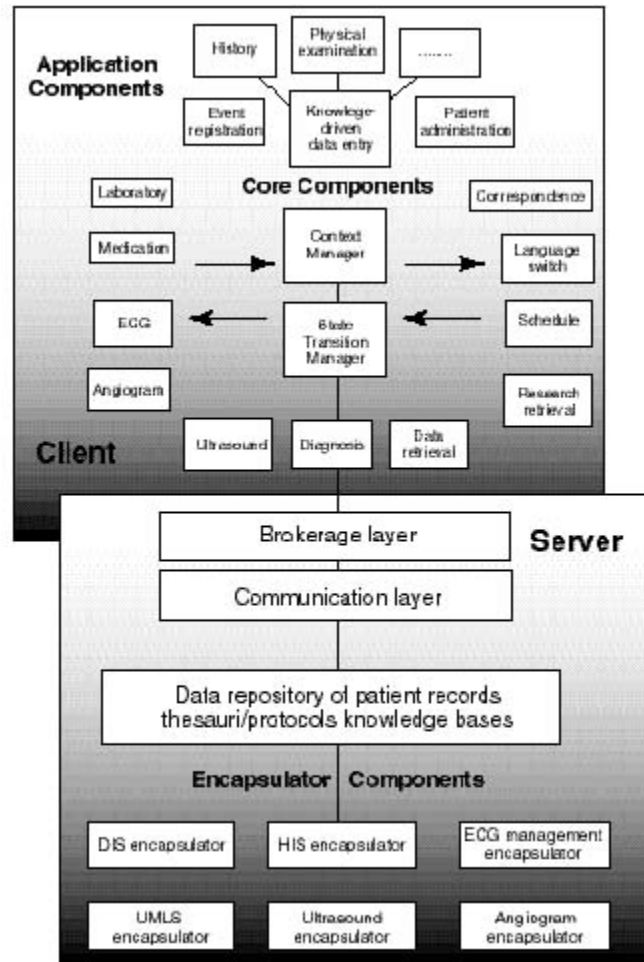 Application
Components
History
Physical
examination
........
Event
registration
Knowlege-
driven
data entry
Patient
administration
Core Components
Laboratory
Correspondence
Medication
Context
Manager
Language
switch
ECG
State
Transition
Manager
Schedule
Angiogram
Research
retrieval
Client
Ultrasound
Diagnosis
Data
retrieval
Brokerage layer
Server
Communication layer
Data repository of patient records
thesauri/protocols knowledge bases
Encapsulator Components
DIS encapsulator
HIS encapsulator
ECG management
encapsulator
UMLS
encapsulator
Ultrasound
encapsulator
Angiogram
encapsulator